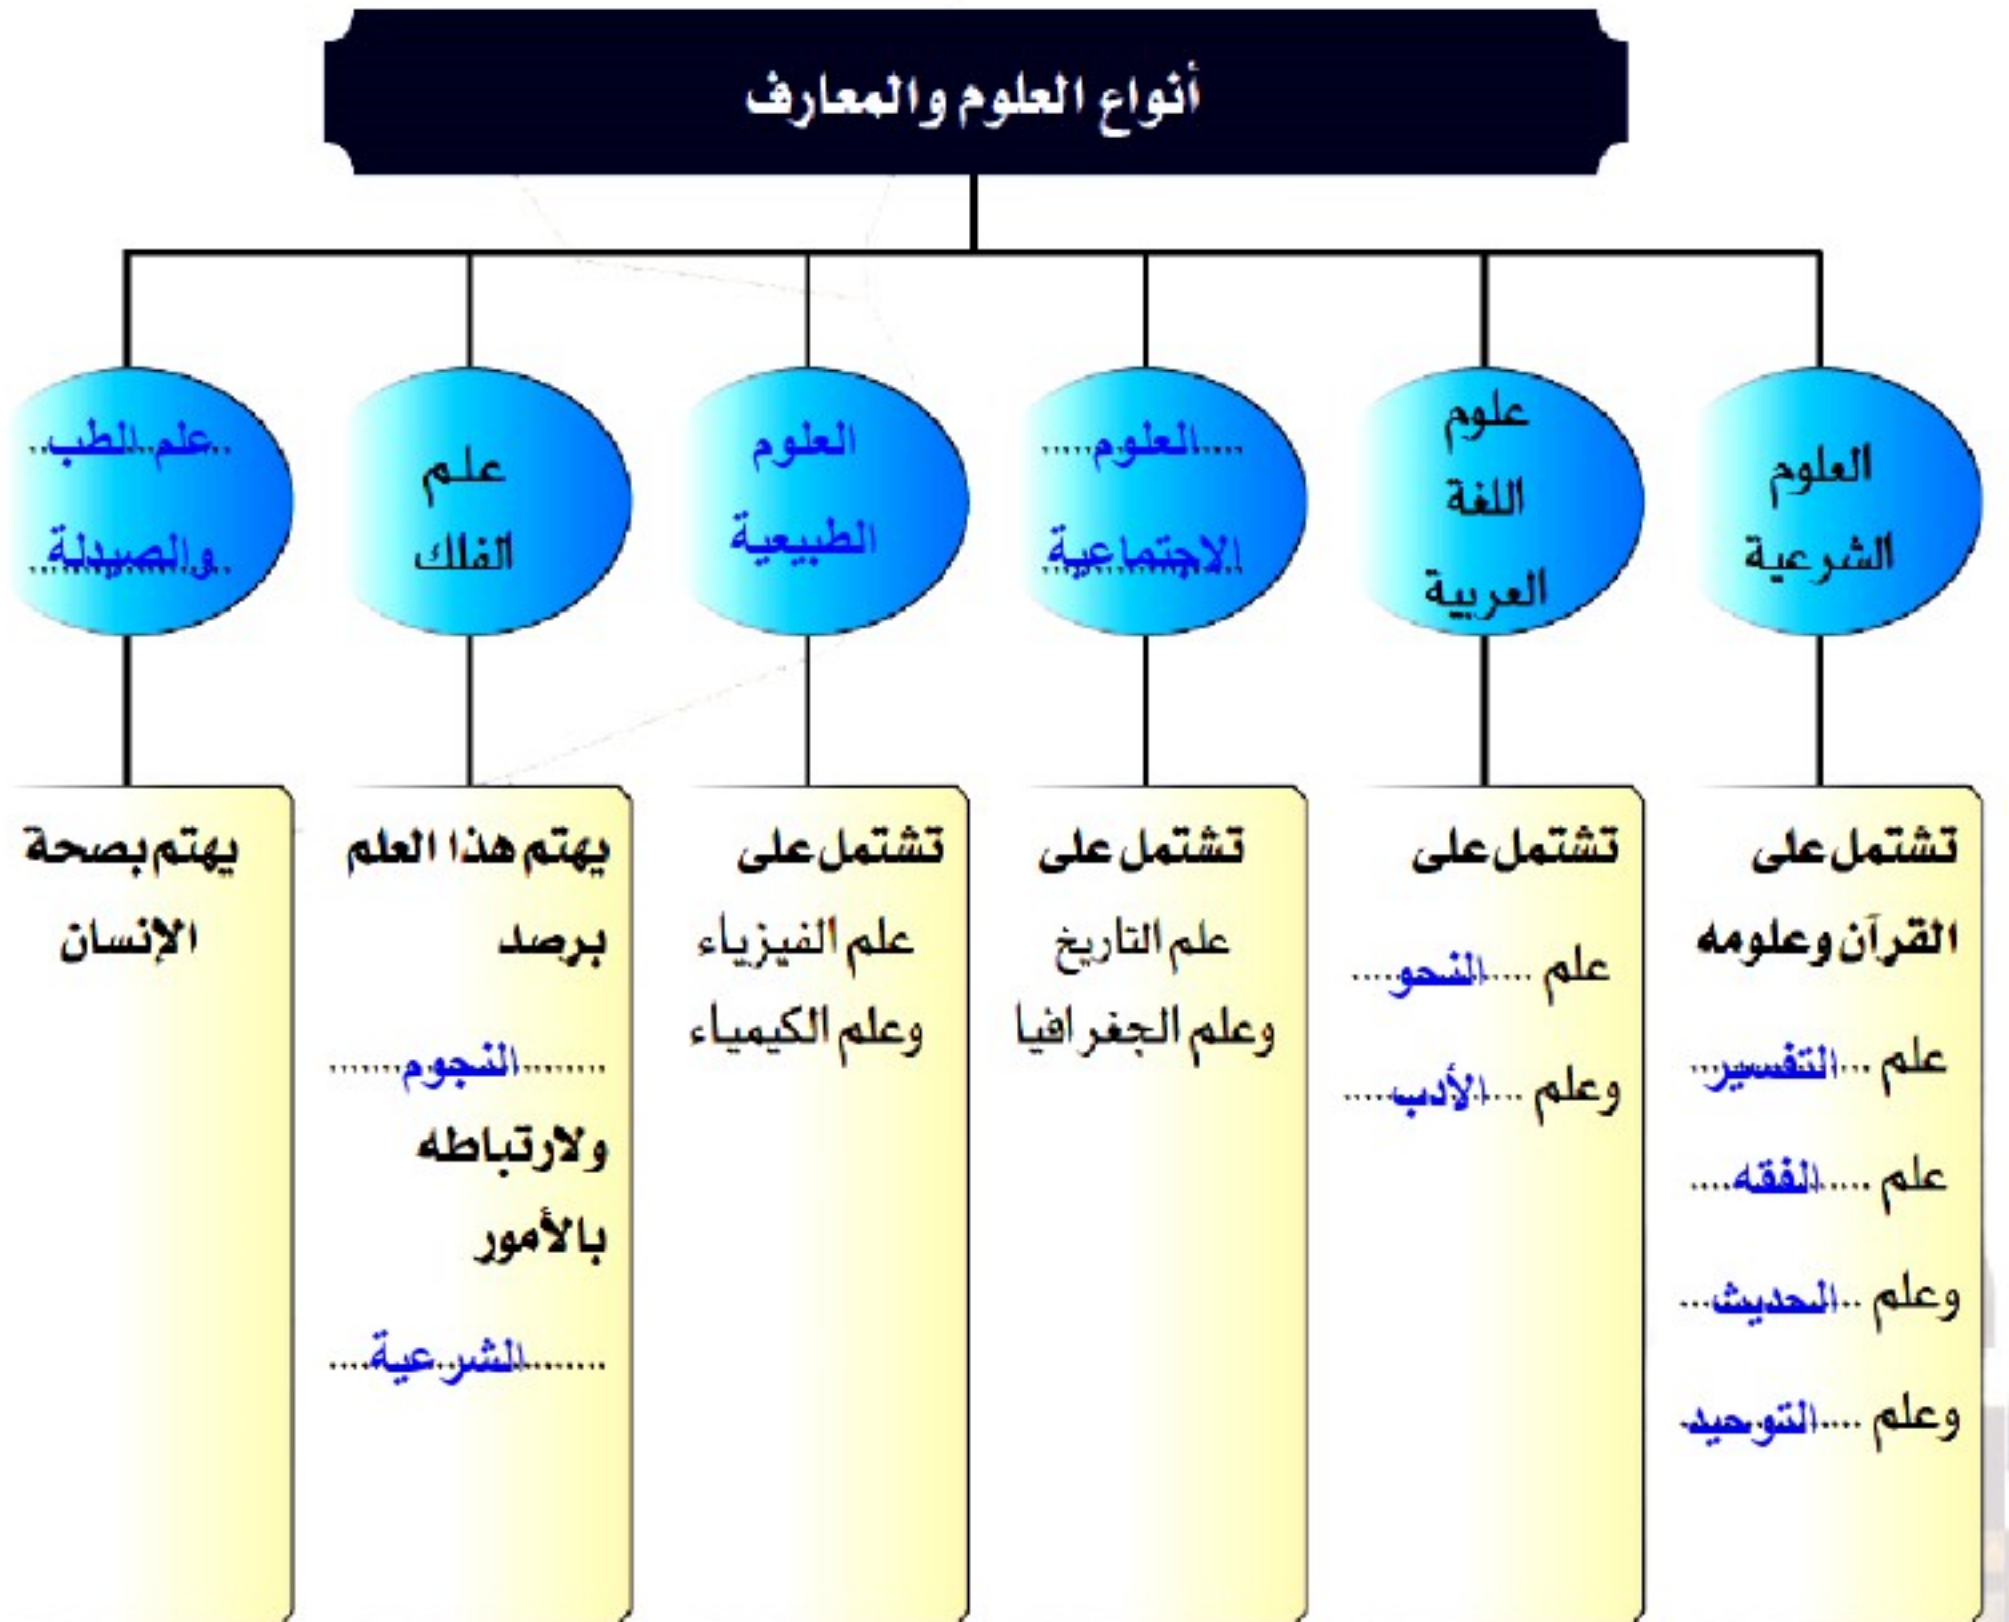 أنواع العلوم والمعارف
العلوم
الشرعية
علوم
اللغة
العربية
العلوم
الاجتماعية
العلوم
الطبيعية
علم
الفلك
علم الطب
والصيدلة
تشتمل على
القرآن وعلومه
علم التفسير
علم الفقه
وعلم الحديث
وعلم التوحيد
تشتمل على
علم النحو
وعلم الأدب
تشتمل على
علم التاريخ
وعلم الجغرافيا
تشتمل على
علم الفيزياء
وعلم الكيمياء
يهتم هذا العلم
برصد
النجوم
ولارتباطه
بالأمور
الشرعية
يهتم بصحة
الإنسان